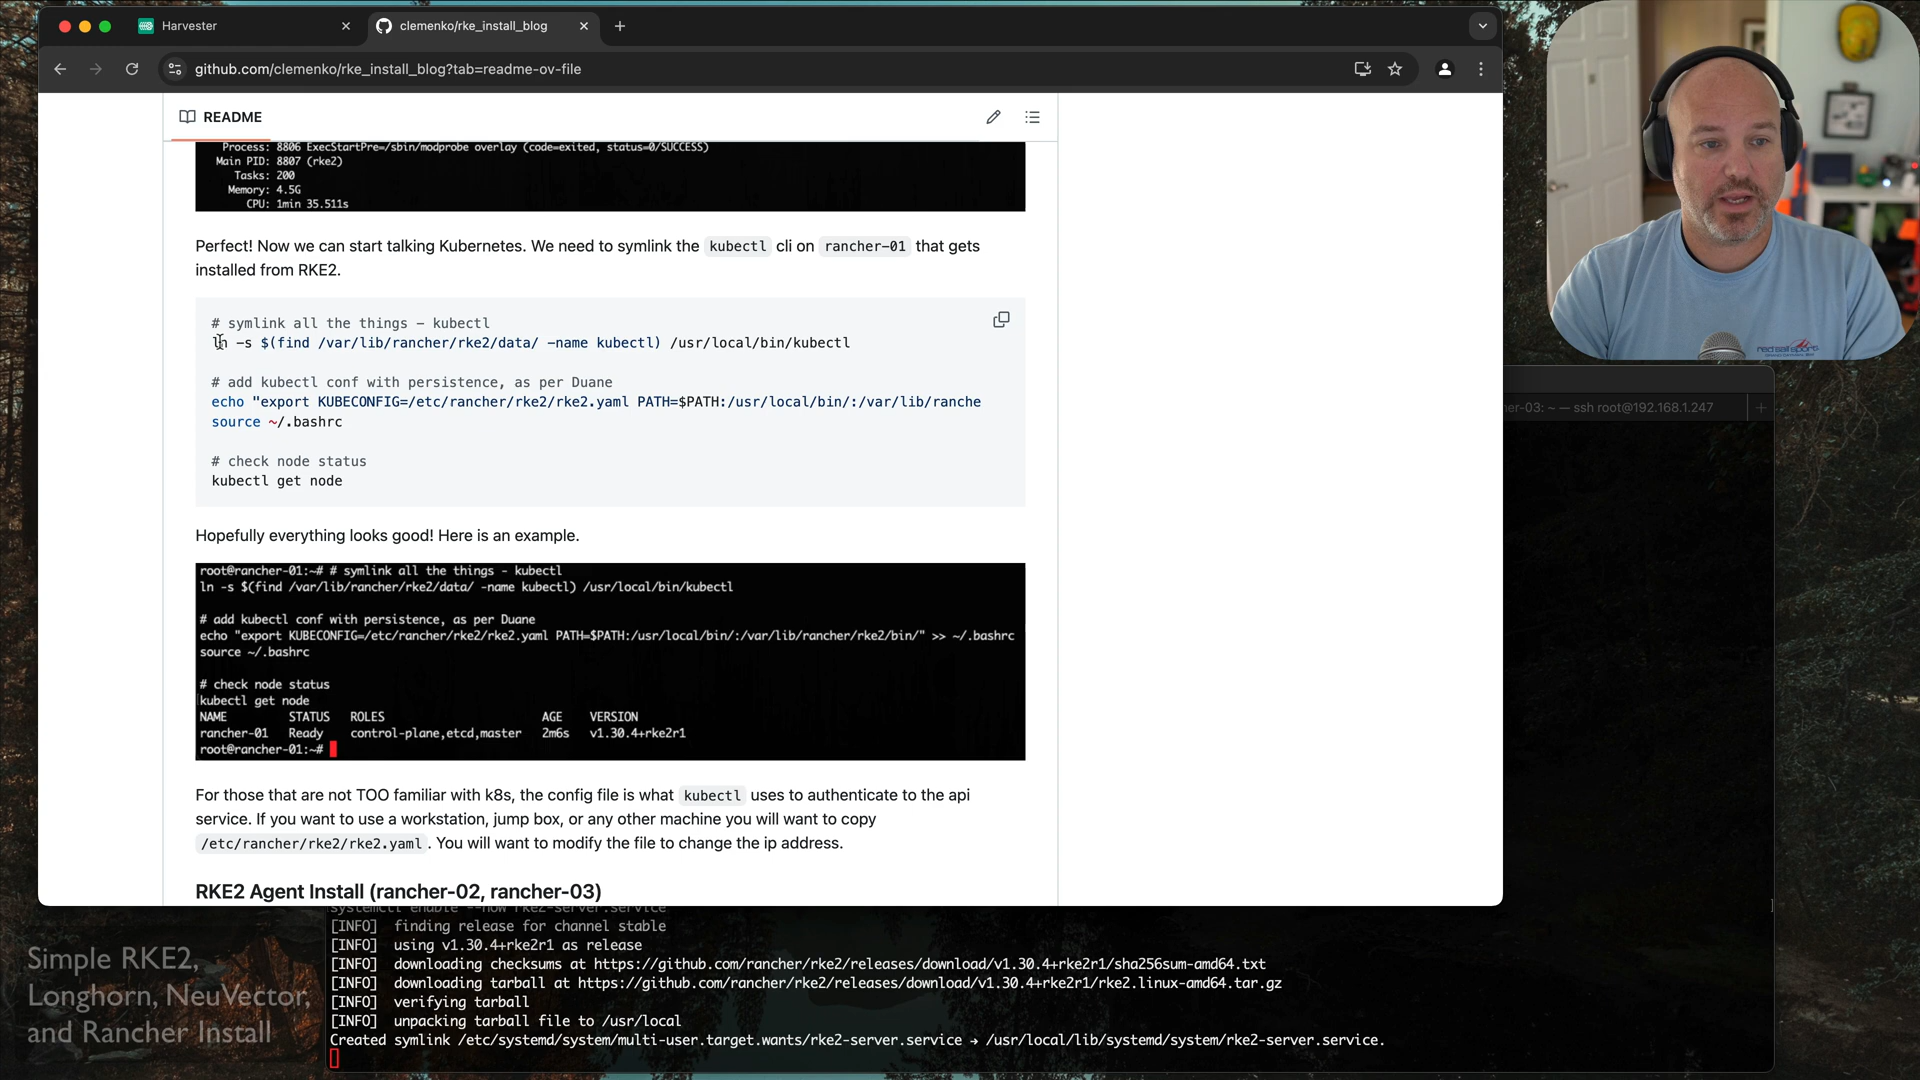 Harvester
clemenko/rke_install_blog
github.com/clemenko/rke_install_blog?tab=readme-ov-file
README
Process: 8806 ExecStartPre=/sbin/modprobe overlay (code=exited, status=0/SUCCESS)
Main PID: 8807 (rke2)
Tasks: 200
Memory: 4.5G
CPU: 1min 35.511s
Perfect! Now we can start talking Kubernetes. We need to symlink the kubectl cli on rancher-01 that gets
installed from RKE2.
# symlink all the things - kubectl
ln -s $(find /var/lib/rancher/rke2/data/ -name kubectl) /usr/local/bin/kubectl
# add kubectl conf with persistence, as per Duane
echo "export KUBECONFIG=/etc/rancher/rke2/rke2.yaml PATH=$PATH:/usr/local/bin/:/var/lib/ranche
source ~/.bashrc
# check node status
kubectl get node
Hopefully everything looks good! Here is an example.
root@rancher-01:~# # symlink all the things - kubectl
ln -s $(find /var/lib/rancher/rke2/data/ -name kubectl) /usr/local/bin/kubectl
# add kubectl conf with persistence, as per Duane
echo "export KUBECONFIG=/etc/rancher/rke2/rke2.yaml PATH=$PATH:/usr/local/bin/:/var/lib/rancher/rke2/bin/" >> ~/.bashrc
source ~/.bashrc
# check node status
kubectl get node
NAME STATUS ROLES AGE VERSION
rancher-01 Ready control-plane,etcd,master 2m6s v1.30.4+rke2r1
root@rancher-01:~#
For those that are not TOO familiar with k8s, the config file is what kubectl uses to authenticate to the api
service. If you want to use a workstation, jump box, or any other machine you will want to copy
/etc/rancher/rke2/rke2.yaml . You will want to modify the file to change the ip address.
RKE2 Agent Install (rancher-02, rancher-03)
red sail sports
er-03: ~ — ssh root@192.168.1.247
systemctl enable --now rke2-server.service
[INFO] finding release for channel stable
[INFO] using v1.30.4+rke2r1 as release
[INFO] downloading checksums at https://github.com/rancher/rke2/releases/download/v1.30.4+rke2r1/sha256sum-amd64.txt
[INFO] downloading tarball at https://github.com/rancher/rke2/releases/download/v1.30.4+rke2r1/rke2.linux-amd64.tar.gz
[INFO] verifying tarball
[INFO] unpacking tarball file to /usr/local
Created symlink /etc/systemd/system/multi-user.target.wants/rke2-server.service → /usr/local/lib/systemd/system/rke2-server.service.
Simple RKE2,
Longhorn, NeuVector,
and Rancher Install